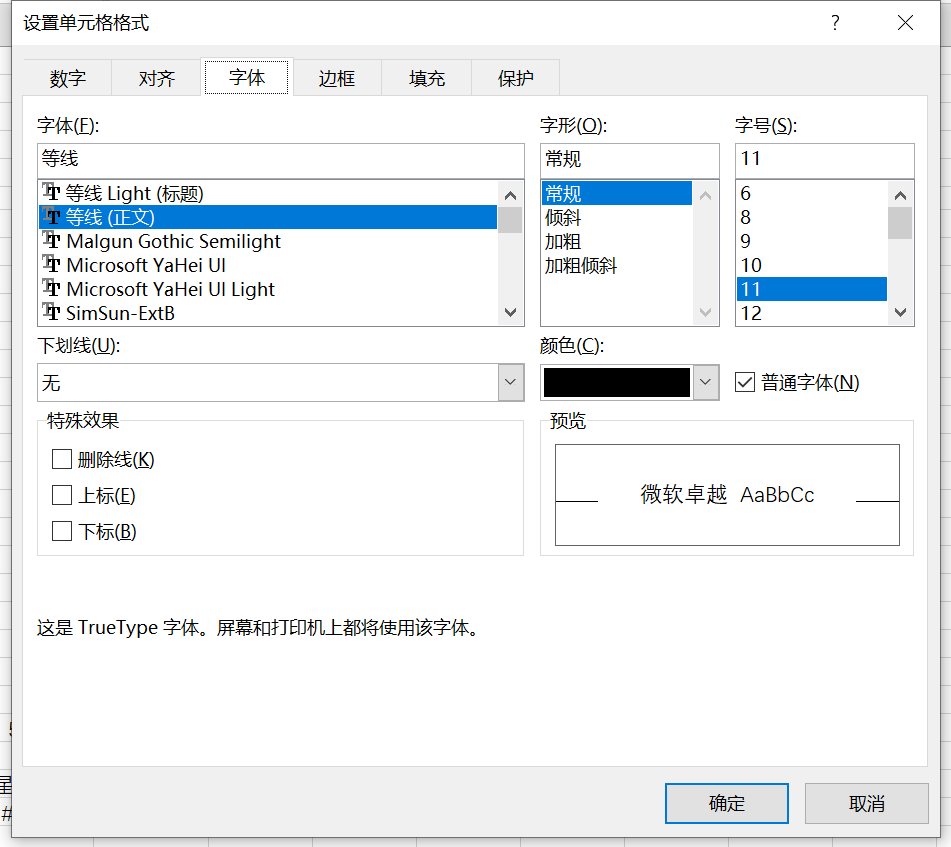 设置单元格格式 ?
数字 对齐 字体 边框 填充 保护
字体(F): 字形(O): 字号(S):
等线 常规 11
等线 Light (标题) 常规 6
等线 (正文) 倾斜 8
Malgun Gothic Semilight 加粗 9
Microsoft YaHei UI 加粗倾斜 10
Microsoft YaHei UI Light 11
SimSun-ExtB 12
下划线(U): 颜色(C):
无 普通字体(N)
特殊效果 预览
删除线(K)
上标(E) 微软卓越 AaBbCc
下标(B)
这是 TrueType 字体。屏幕和打印机上都将使用该字体。
#
确定 取消